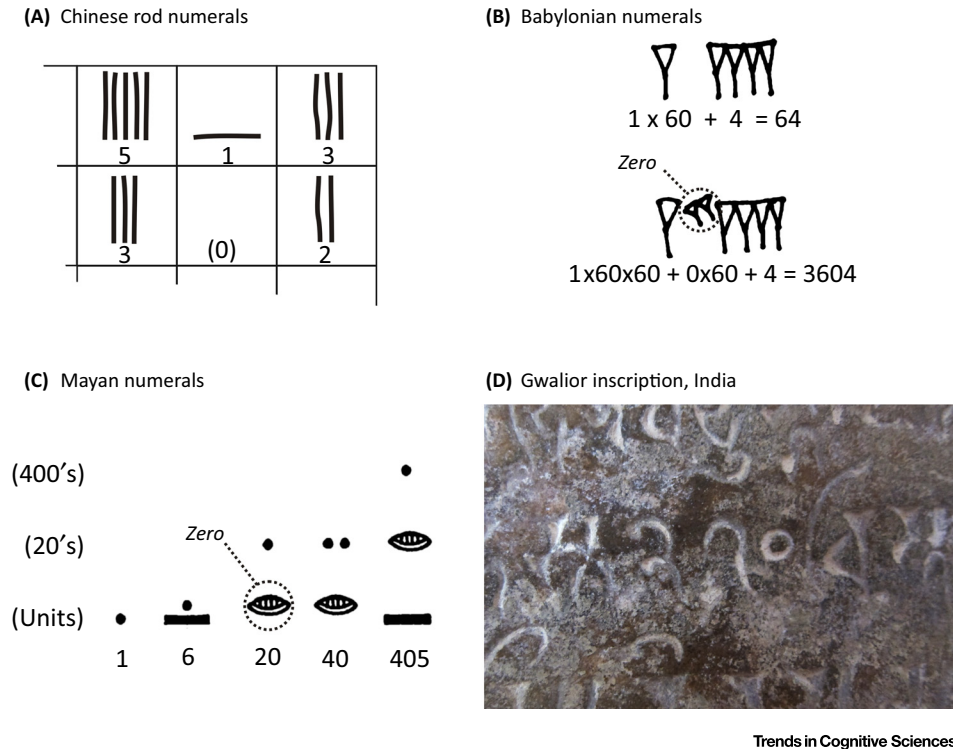 (A) Chinese rod numerals
5 1 3
3 (0) 2
(B) Babylonian numerals
1 x 60 + 4 = 64
Zero
1x60x60 + 0x60 + 4 = 3604
(C) Mayan numerals
(400's)
(20's)
Zero
(Units)
1 6 20 40 405
(D) Gwalior inscription, India
Trends in Cognitive Sciences